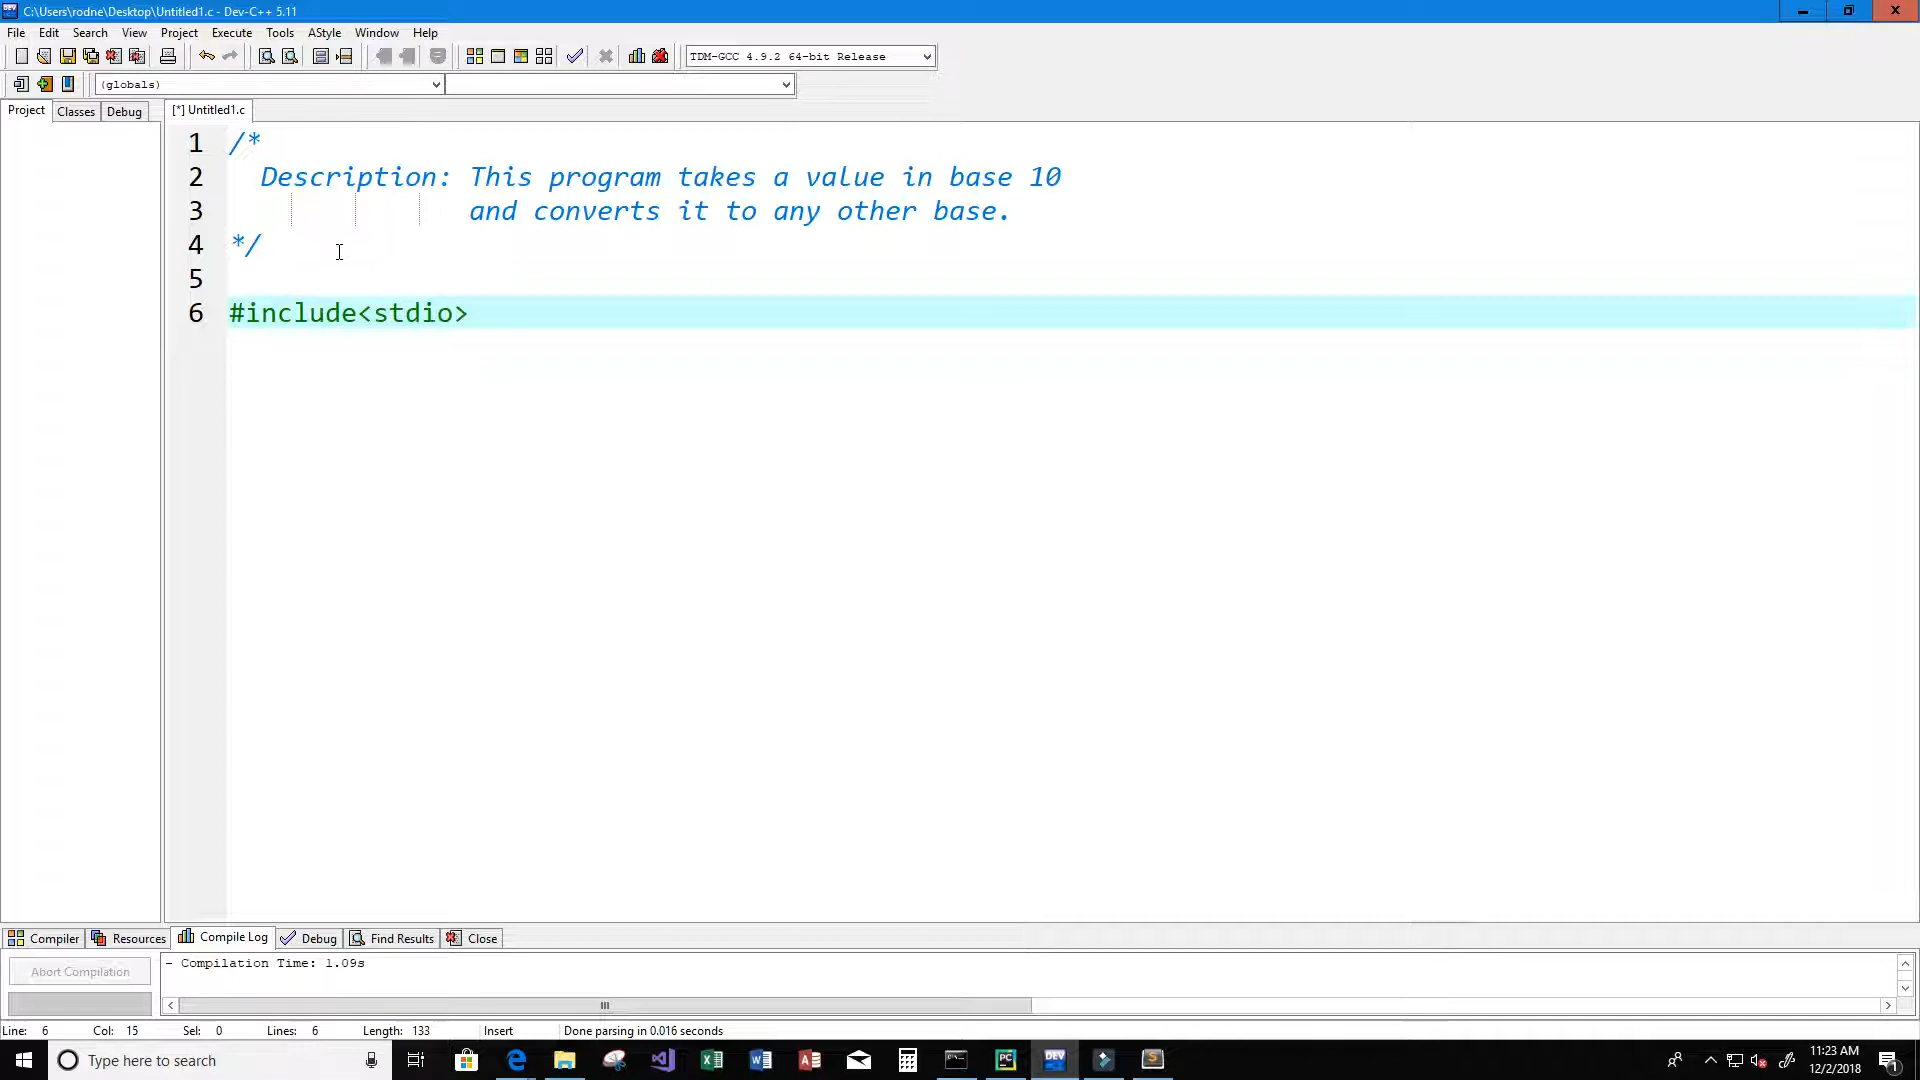 C:\Users\rodne\Desktop\Untitled1.c - Dev-C++ 5.11
File Edit Search View Project Execute Tools AStyle Window Help
TDM-GCC 4.9.2 64-bit Release
(globals)
Project Classes Debug [*] Untitled1.c
1 /*
2 Description: This program takes a value in base 10
3 and converts it to any other base.
4 */
5
6 #include<stdio>
Compiler Resources Compile Log Debug Find Results Close
Abort Compilation
- Compilation Time: 1.09s
Line: 6 Col: 15 Sel: 0 Lines: 6 Length: 133 Insert Done parsing in 0.016 seconds
Type here to search
11:23 AM
12/2/2018